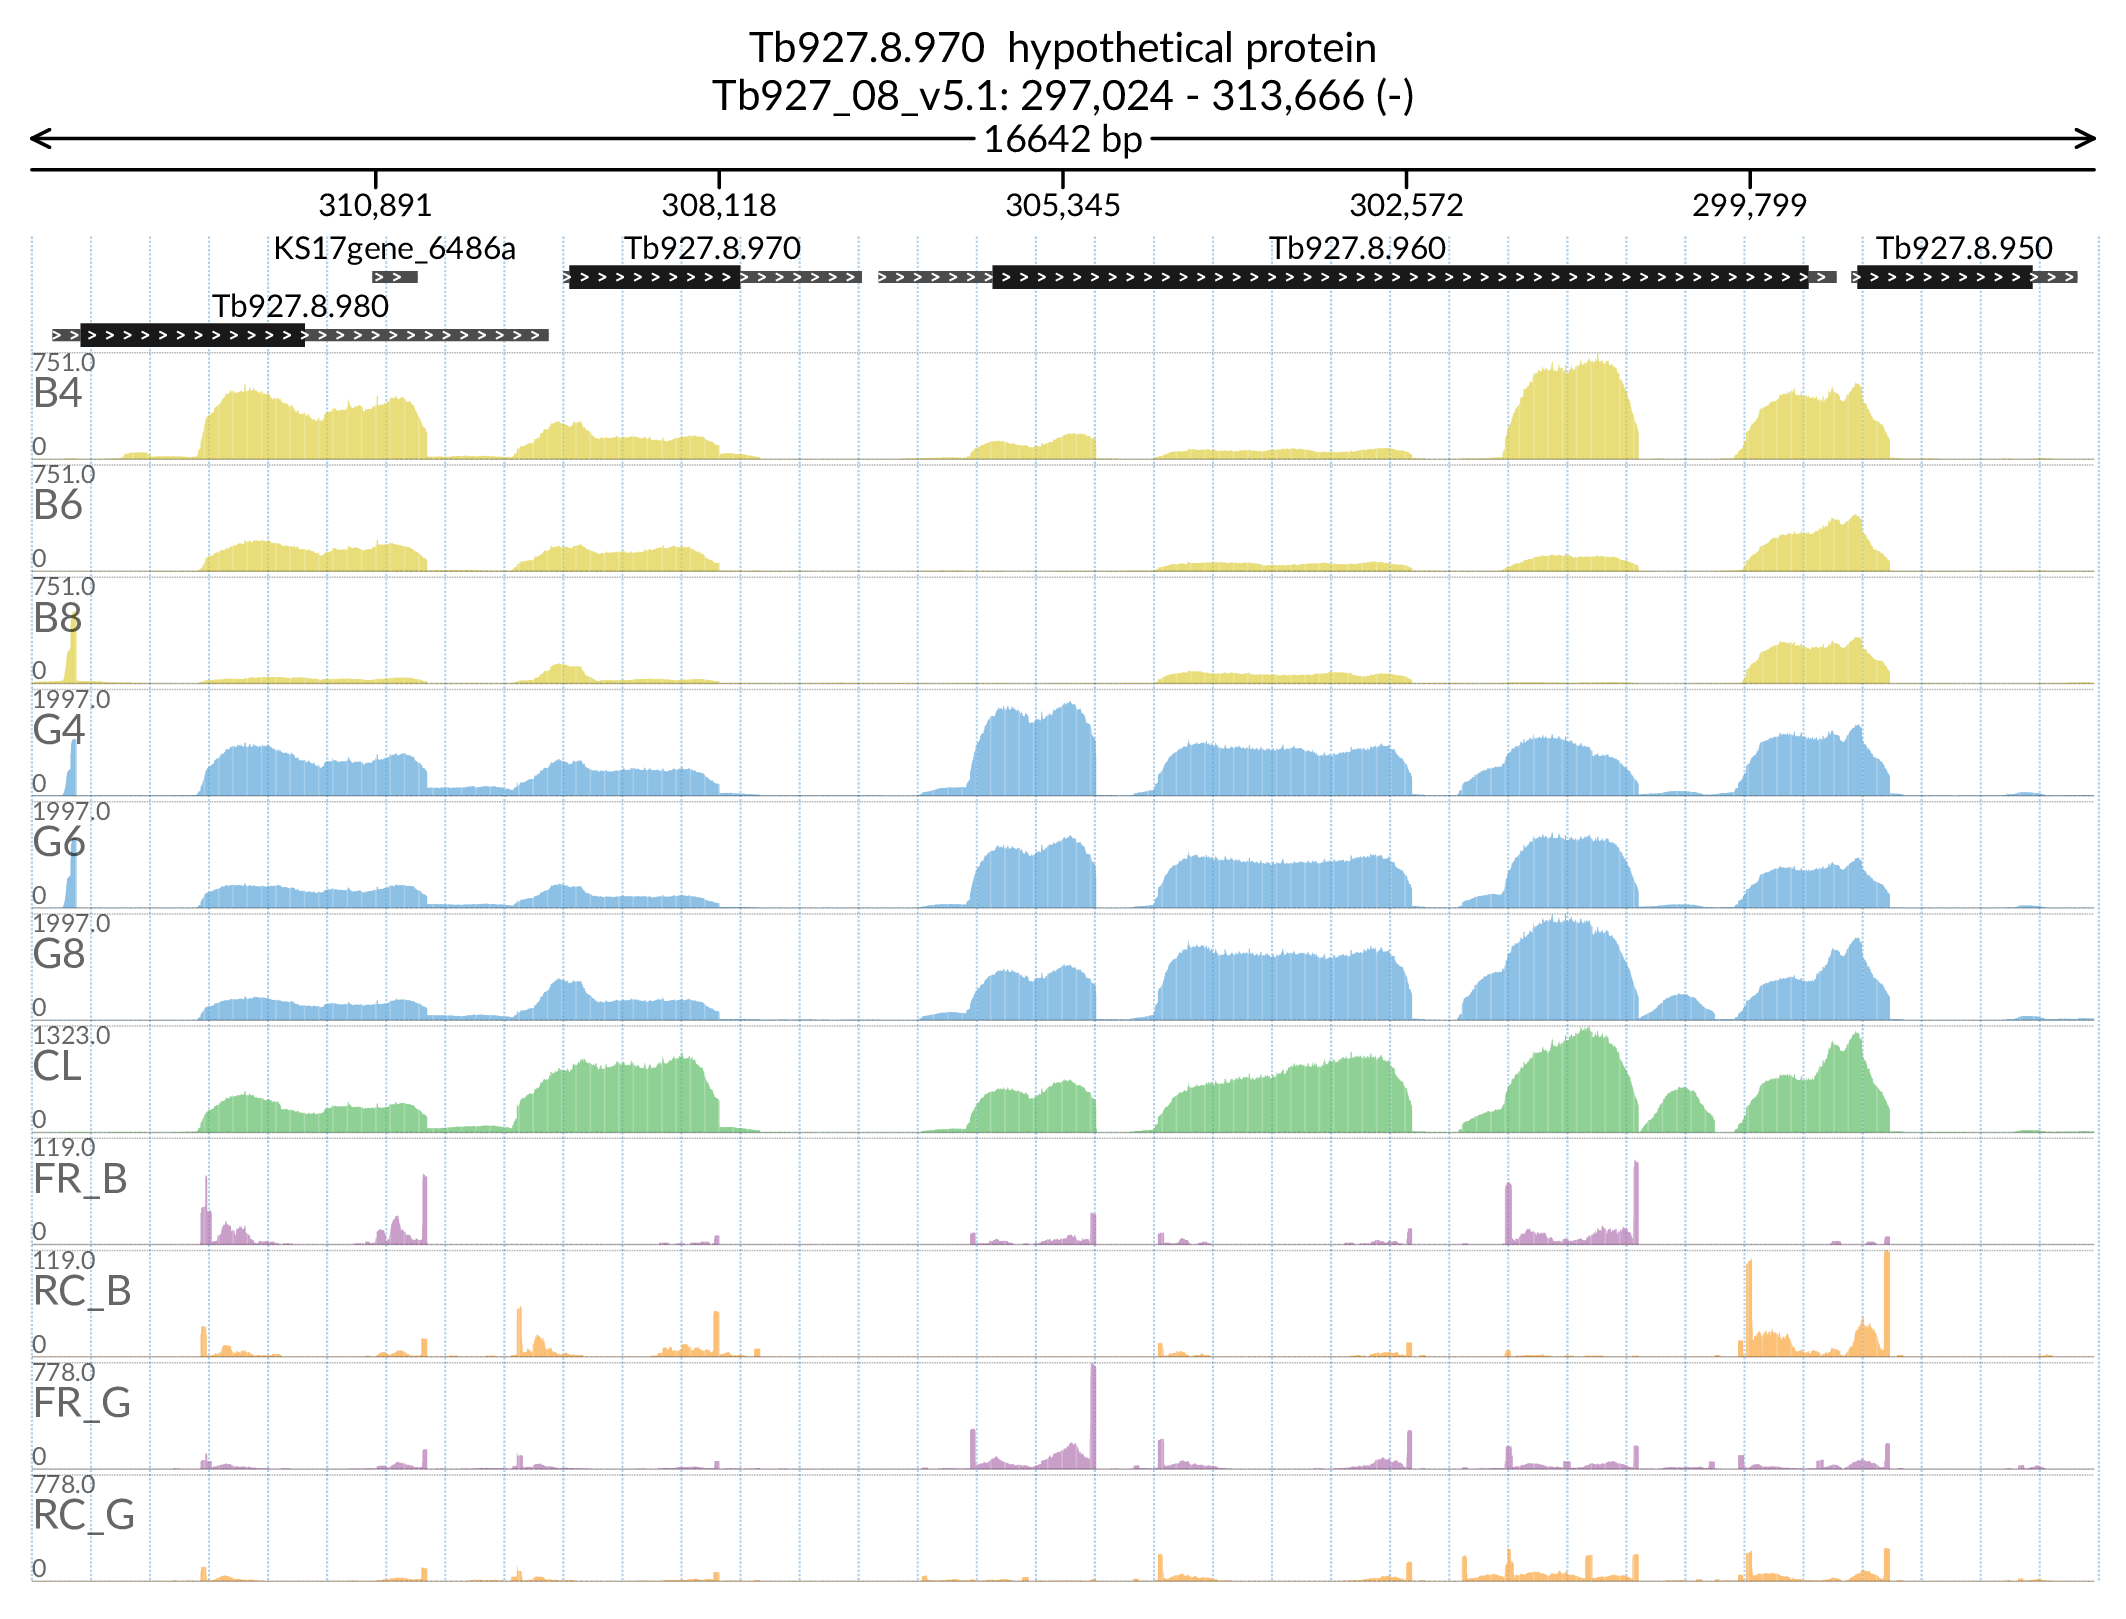 Tb927.8.970 hypothetical protein
Tb927_08_v5.1: 297,024 - 313,666 (-)
16642 bp
310,891 308,118 305,345 302,572 299,799
KS17gene_6486a Tb927.8.970 Tb927.8.960 Tb927.8.950
Tb927.8.980
751.0
B4
0
751.0
B6
0
751.0
B8
0
1997.0
G4
0
1997.0
G6
0
1997.0
G8
0
1323.0
CL
0
119.0
FR_B
0
119.0
RC_B
0
778.0
FR_G
0
778.0
RC_G
0